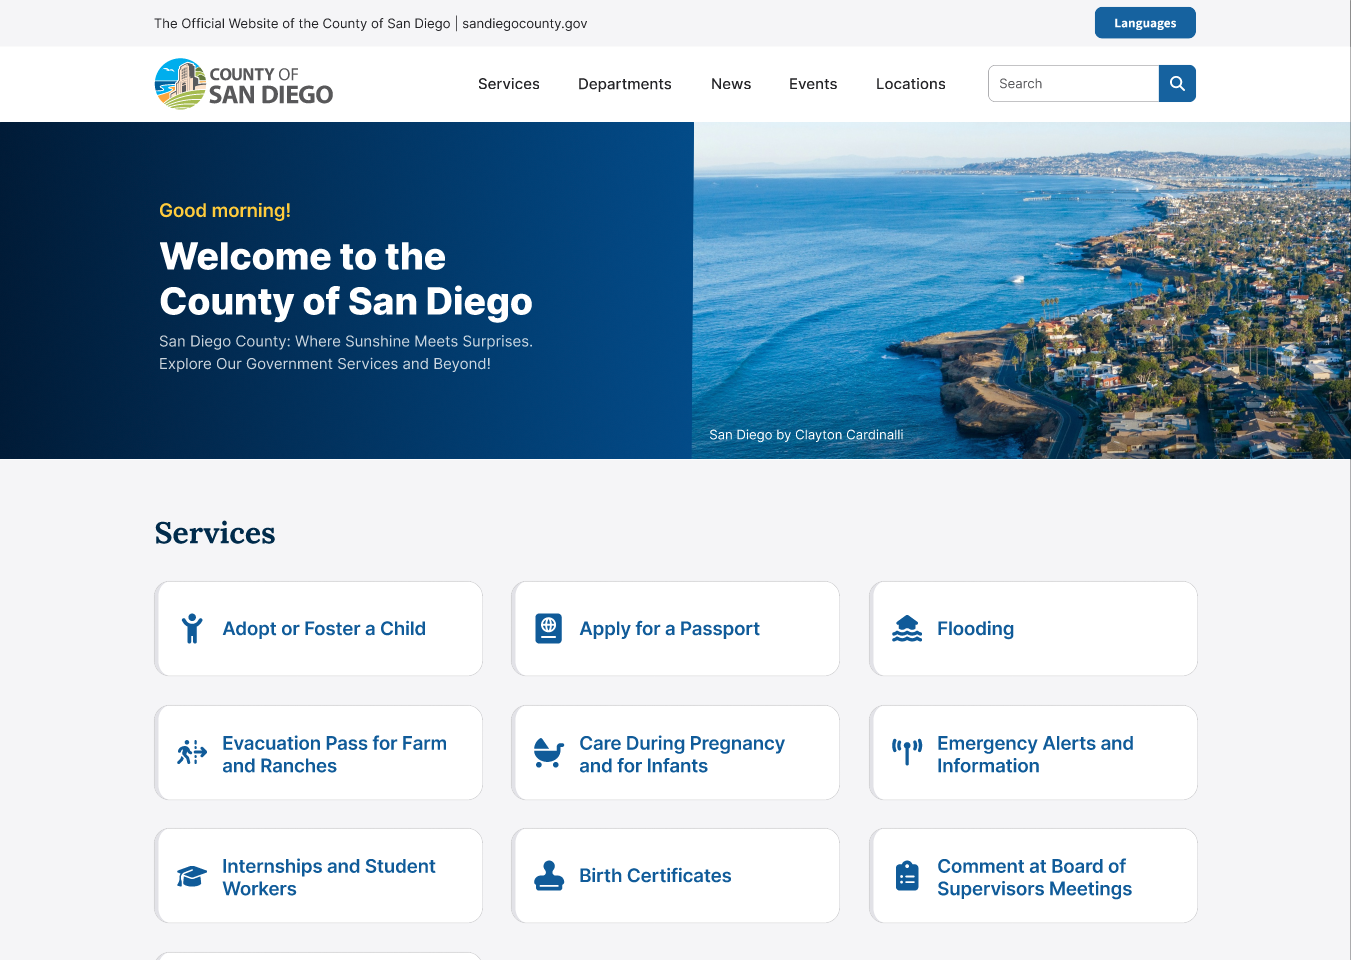 The Official Website of the County of San Diego | sandiegocounty.gov
Languages
COUNTY OF
SAN DIEGO
Services
Departments
News
Events
Locations
Search
Good morning!
Welcome to the
County of San Diego
San Diego County: Where Sunshine Meets Surprises.
Explore Our Government Services and Beyond!
San Diego by Clayton Cardinalli
Services
Adopt or Foster a Child
Apply for a Passport
Flooding
Evacuation Pass for Farm
and Ranches
Care During Pregnancy
and for Infants
Emergency Alerts and
Information
Internships and Student
Workers
Birth Certificates
Comment at Board of
Supervisors Meetings